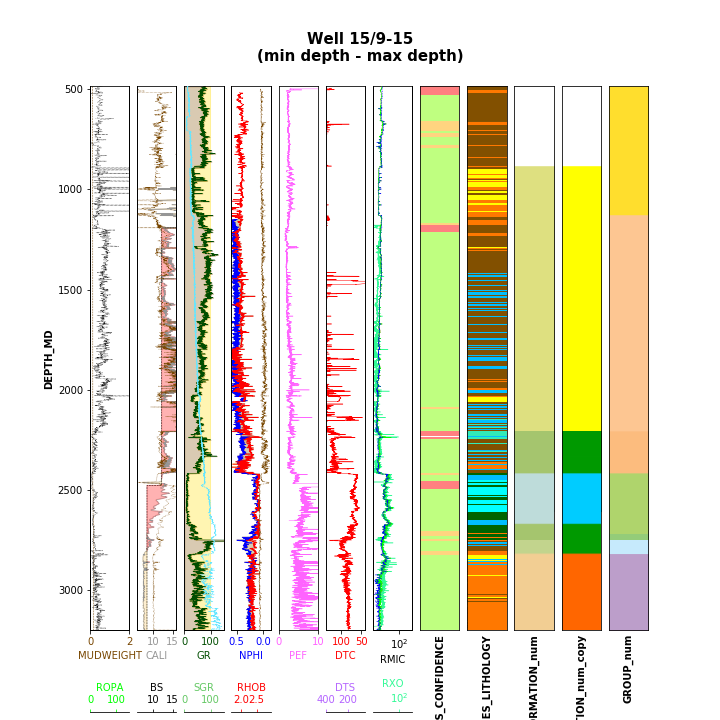 Well 15/9-15
(min depth - max depth)
500
1000
1500
2000
2500
3000
DEPTH_MD
0 2
MUDWEIGHT
10 15
CALI
0 100
GR
0.5 0.0
NPHI
0 10
PEF
100 50
DTC
10²
RMIC
ROPA
0 100
BS
10 15
SGR
0 100
RHOB
2.02.5
DTS
400 200
RXO
10²
S_CONFIDENCE
ES_LITHOLOGY
RMATION_num
TION_num_copy
GROUP_num